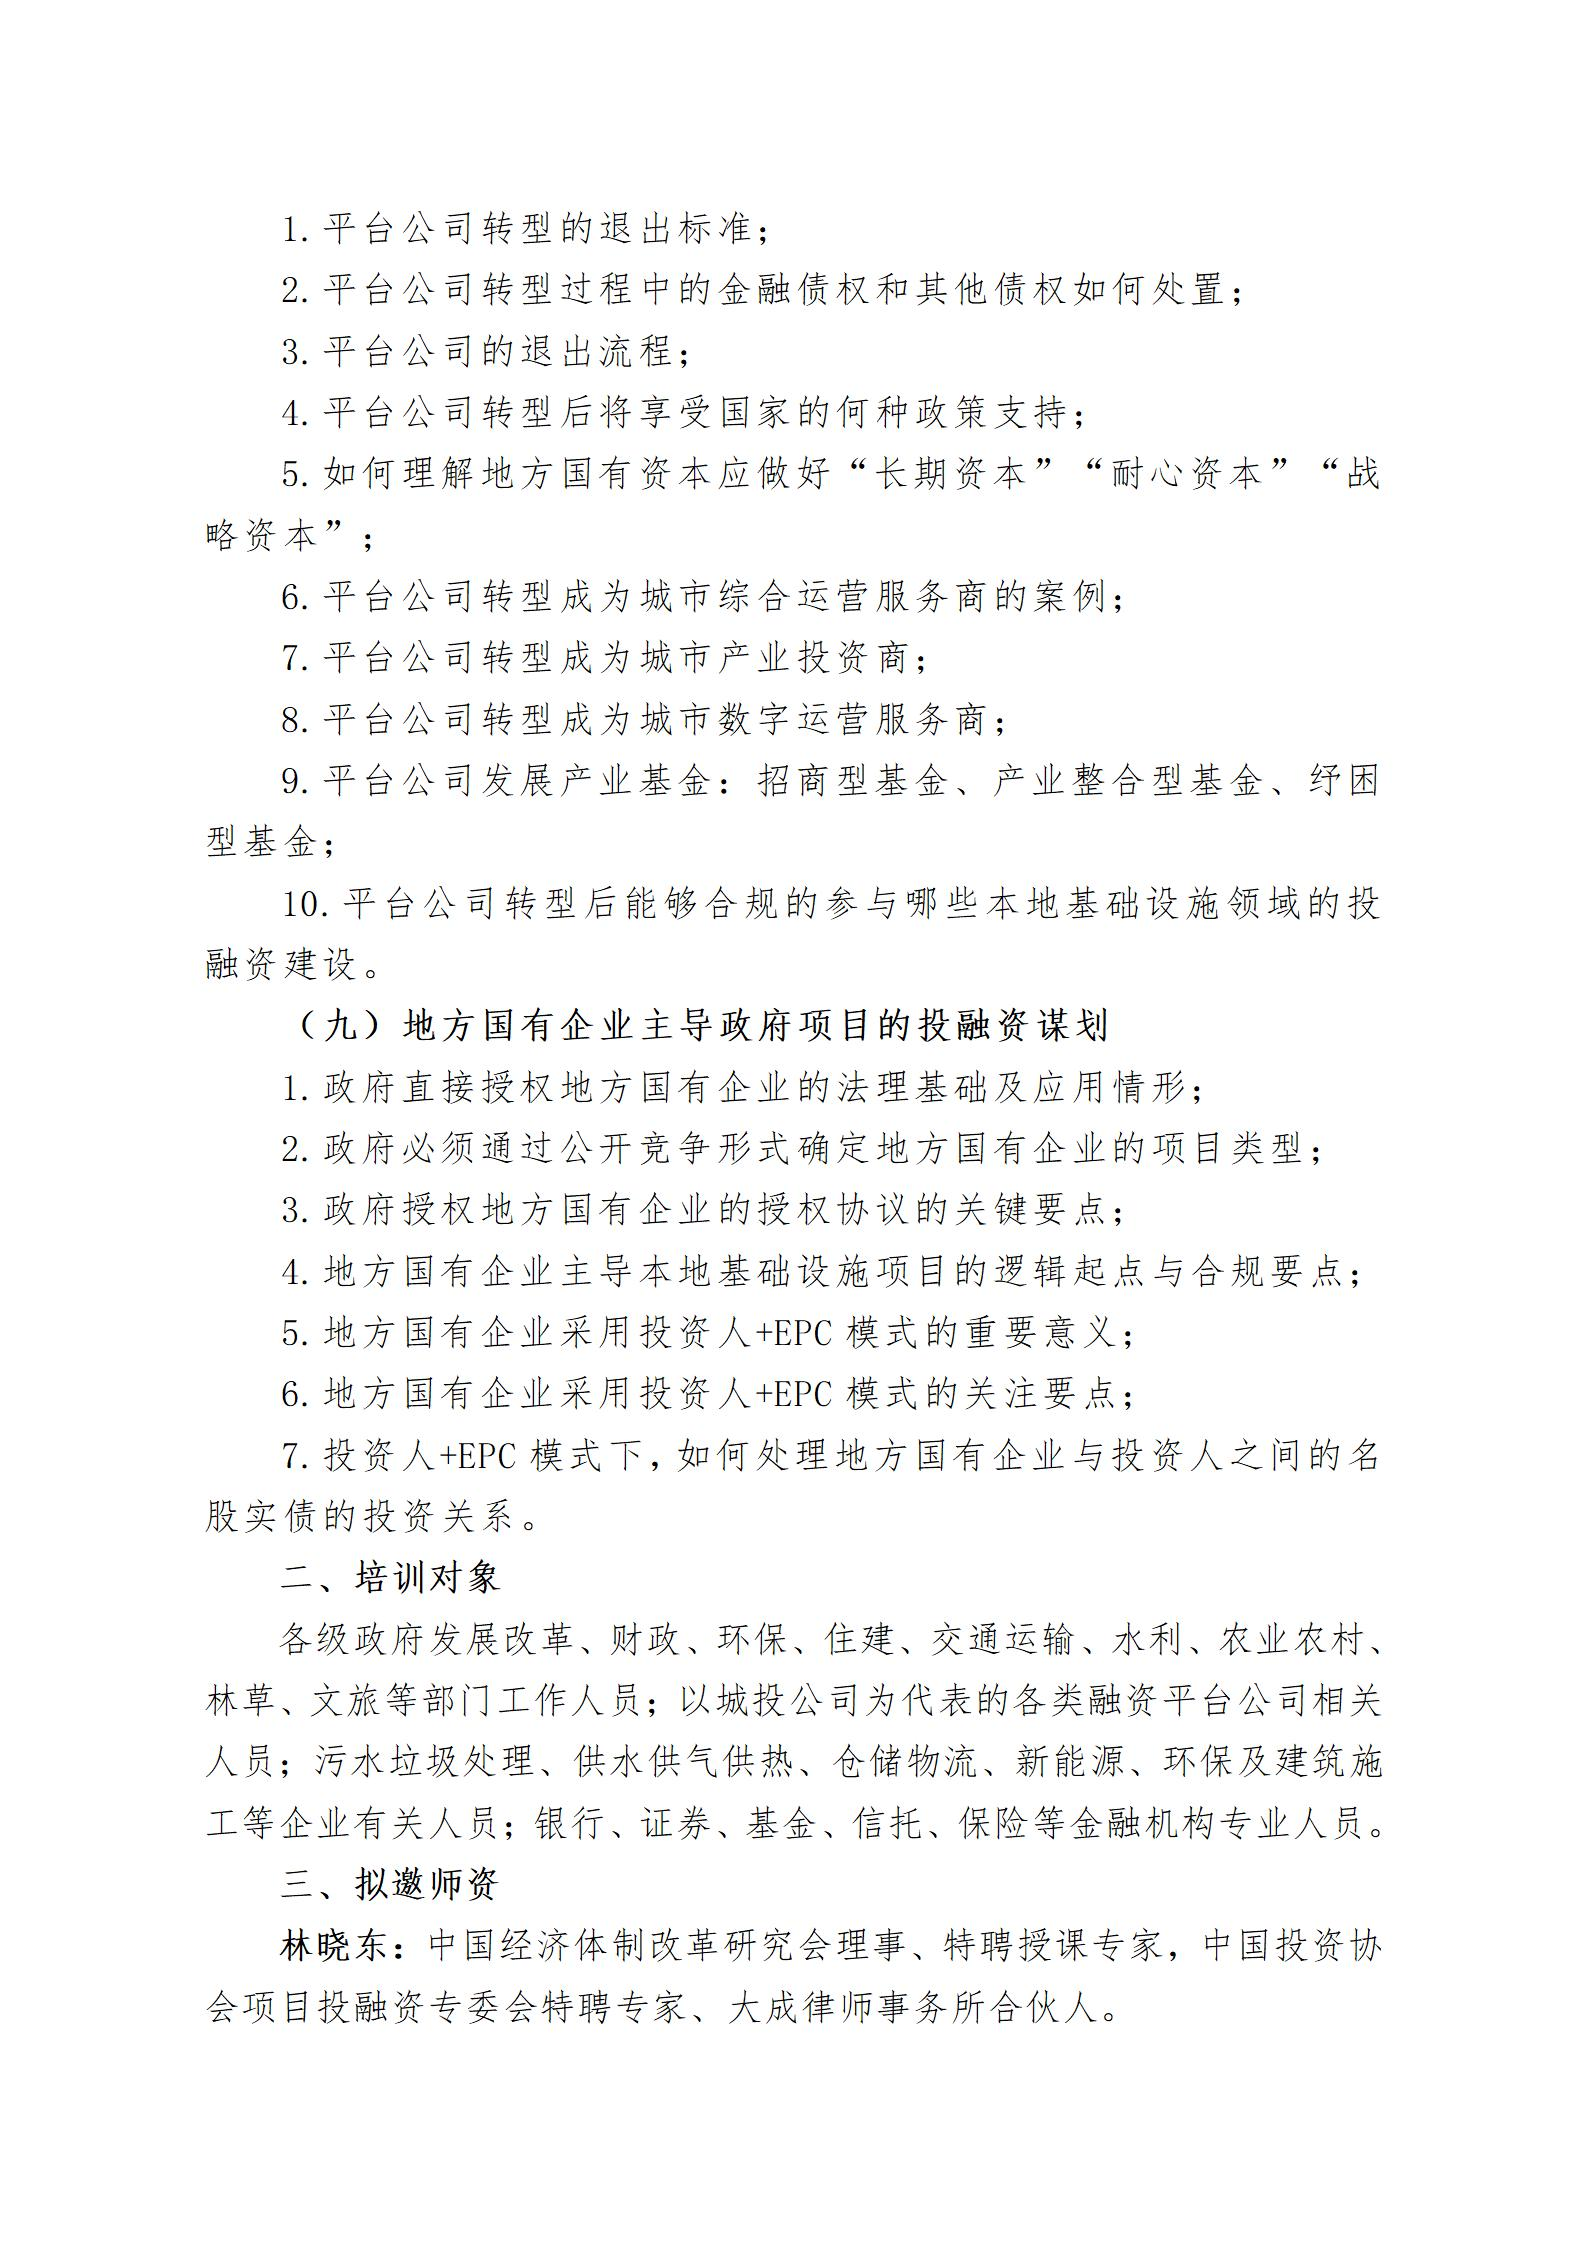 1. 平台公司转型的退出标准；
2. 平台公司转型过程中的金融债权和其他债权如何处置；
3. 平台公司的退出流程；
4. 平台公司转型后将享受国家的何种政策支持；
5. 如何理解地方国有资本应做好“长期资本”“耐心资本”“战
略资本”；
6. 平台公司转型成为城市综合运营服务商的案例；
7. 平台公司转型成为城市产业投资商；
8. 平台公司转型成为城市数字运营服务商；
9. 平台公司发展产业基金：招商型基金、产业整合型基金、纾困
型基金；
10. 平台公司转型后能够合规的参与哪些本地基础设施领域的投
融资建设。
（九）地方国有企业主导政府项目的投融资谋划
1. 政府直接授权地方国有企业的法理基础及应用情形；
2. 政府必须通过公开竞争形式确定地方国有企业的项目类型；
3. 政府授权地方国有企业的授权协议的关键要点；
4. 地方国有企业主导本地基础设施项目的逻辑起点与合规要点；
5. 地方国有企业采用投资人+EPC 模式的重要意义；
6. 地方国有企业采用投资人+EPC 模式的关注要点；
7. 投资人+EPC 模式下，如何处理地方国有企业与投资人之间的名
股实债的投资关系。
二、培训对象
各级政府发展改革、财政、环保、住建、交通运输、水利、农业农村、
林草、文旅等部门工作人员；以城投公司为代表的各类融资平台公司相关
人员；污水垃圾处理、供水供气供热、仓储物流、新能源、环保及建筑施
工等企业有关人员；银行、证券、基金、信托、保险等金融机构专业人员。
三、拟邀师资
林晓东：中国经济体制改革研究会理事、特聘授课专家，中国投资协
会项目投融资专委会特聘专家、大成律师事务所合伙人。